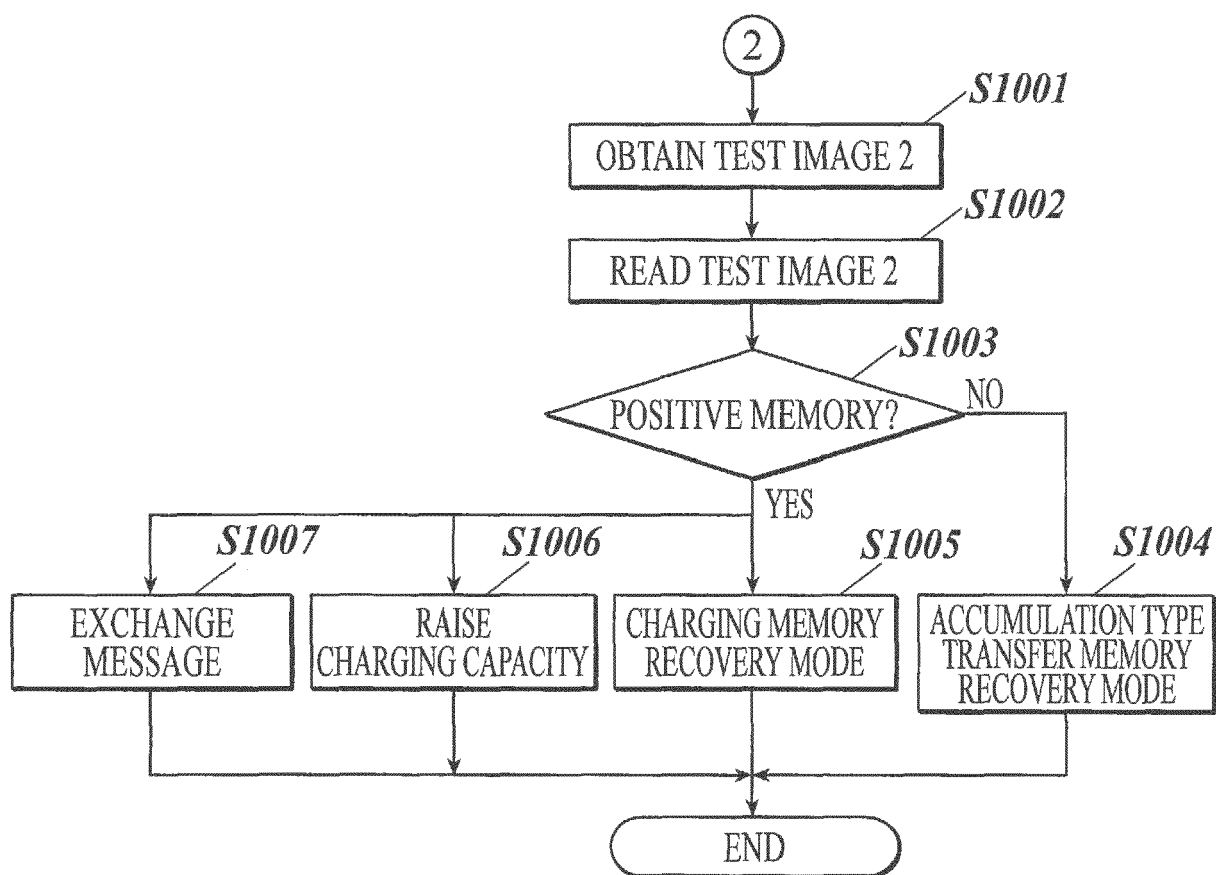 2
S1001
OBTAIN TEST IMAGE 2
S1002
READ TEST IMAGE 2
S1003
POSITIVE MEMORY?
NO
YES
S1007
EXCHANGE
MESSAGE
S1006
RAISE
CHARGING CAPACITY
S1005
CHARGING MEMORY
RECOVERY MODE
S1004
ACCUMULATION TYPE
TRANSFER MEMORY
RECOVERY MODE
END